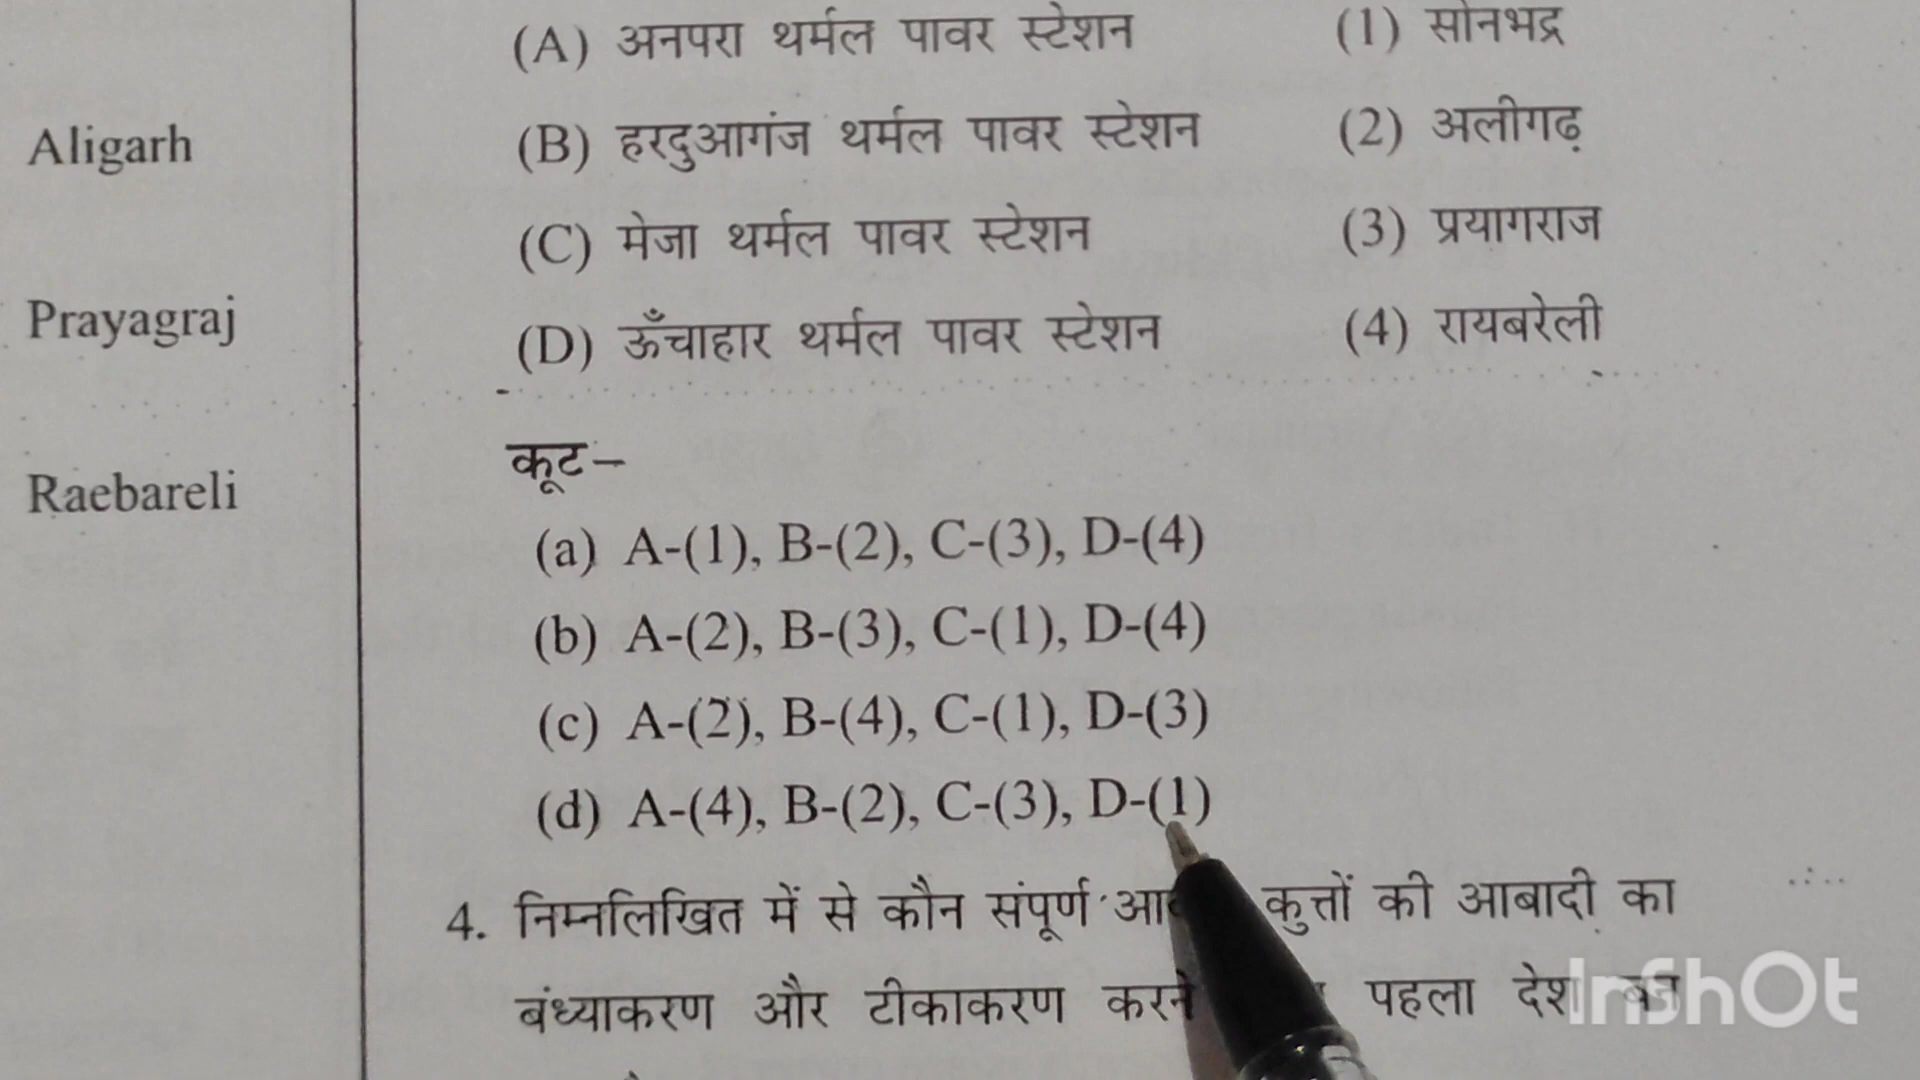 Aligarh
Prayagraj
Raebareli
(A) अनपरा थर्मल पावर स्टेशन (1) सोनभद्र
(B) हरदुआगंज थर्मल पावर स्टेशन (2) अलीगढ़
(C) मेजा थर्मल पावर स्टेशन (3) प्रयागराज
(D) ऊँचाहार थर्मल पावर स्टेशन (4) रायबरेली
कूट–
(a) A-(1), B-(2), C-(3), D-(4)
(b) A-(2), B-(3), C-(1), D-(4)
(c) A-(2), B-(4), C-(1), D-(3)
(d) A-(4), B-(2), C-(3), D-(1)
4. निम्नलिखित में से कौन संपूर्ण कुत्तों की आबादी का
बंध्याकरण और टीकाकरण करने पहला देश बन
InShOt